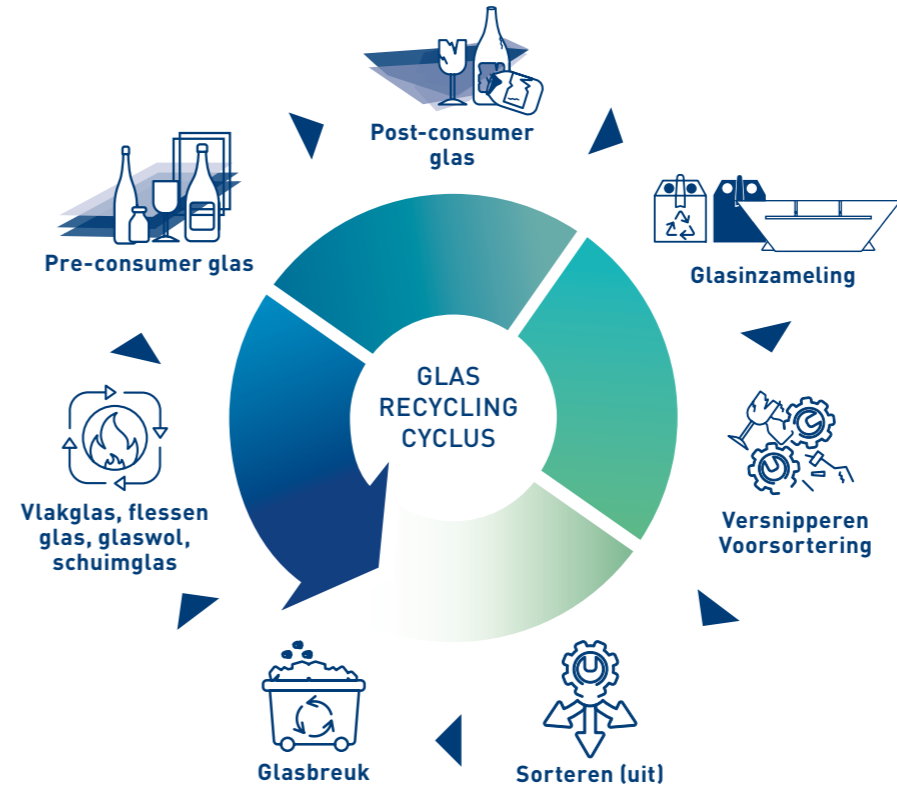 Post-consumer
glas
Pre-consumer glas
Glasinzameling
GLAS
RECYCLING
CYCLUS
Vlakglas, flessen
glas, glaswol,
schuimglas
Versnipperen
Voorsortering
Glasbreuk
Sorteren (uit)